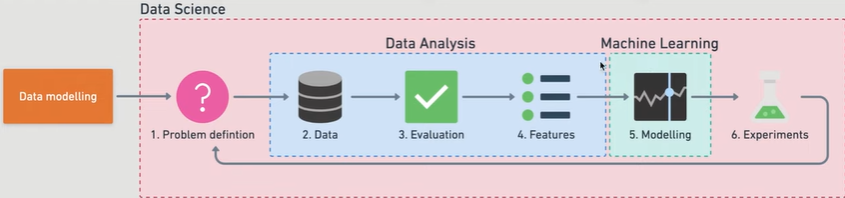 Data Science
Data Analysis
Machine Learning
Data modelling
?
1. Problem defintion
2. Data
3. Evaluation
4. Features
5. Modelling
6. Experiments